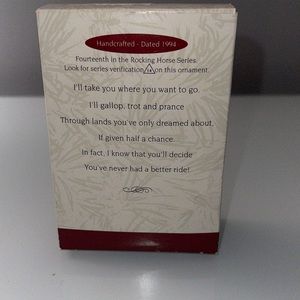 Handcrafted - Dated 1994
Fourteenth in the Rocking Horse Series.
Look for series verification 14 on this ornament.
I'll take you where you want to go.
I'll gallop, trot and prance
Through lands you've only dreamed about,
If given half a chance.
In fact, I know that you'll decide
You've never had a better ride!